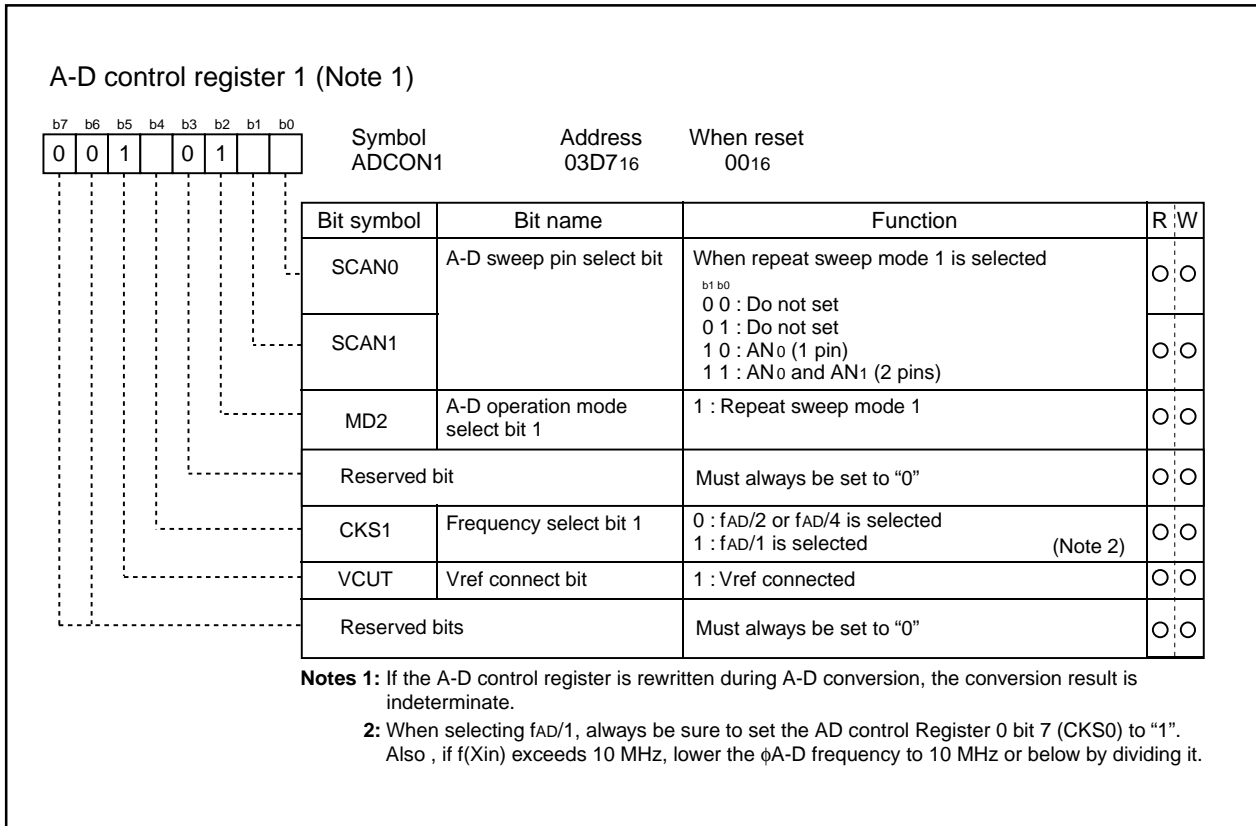 A-D control register 1 (Note 1)
b7 b6 b5 b4 b3 b2 b1 b0
0 0 1 0 1
Symbol Address When reset
ADCON1 03D716 0016
Bit symbol Bit name Function R W
SCAN0 A-D sweep pin select bit When repeat sweep mode 1 is selected
b1 b0
0 0 : Do not set
0 1 : Do not set
SCAN1
1 0 : AN0 (1 pin)
1 1 : AN0 and AN1 (2 pins)
MD2 A-D operation mode
select bit 1
1 : Repeat sweep mode 1
Reserved bit Must always be set to “0”
CKS1 Frequency select bit 1 0 : fAD/2 or fAD/4 is selected
1 : fAD/1 is selected (Note 2)
VCUT Vref connect bit 1 : Vref connected
Reserved bits Must always be set to “0”
Notes 1: If the A-D control register is rewritten during A-D conversion, the conversion result is
indeterminate.
2: When selecting fAD/1, always be sure to set the AD control Register 0 bit 7 (CKS0) to “1”.
Also , if f(Xin) exceeds 10 MHz, lower the ϕA-D frequency to 10 MHz or below by dividing it.